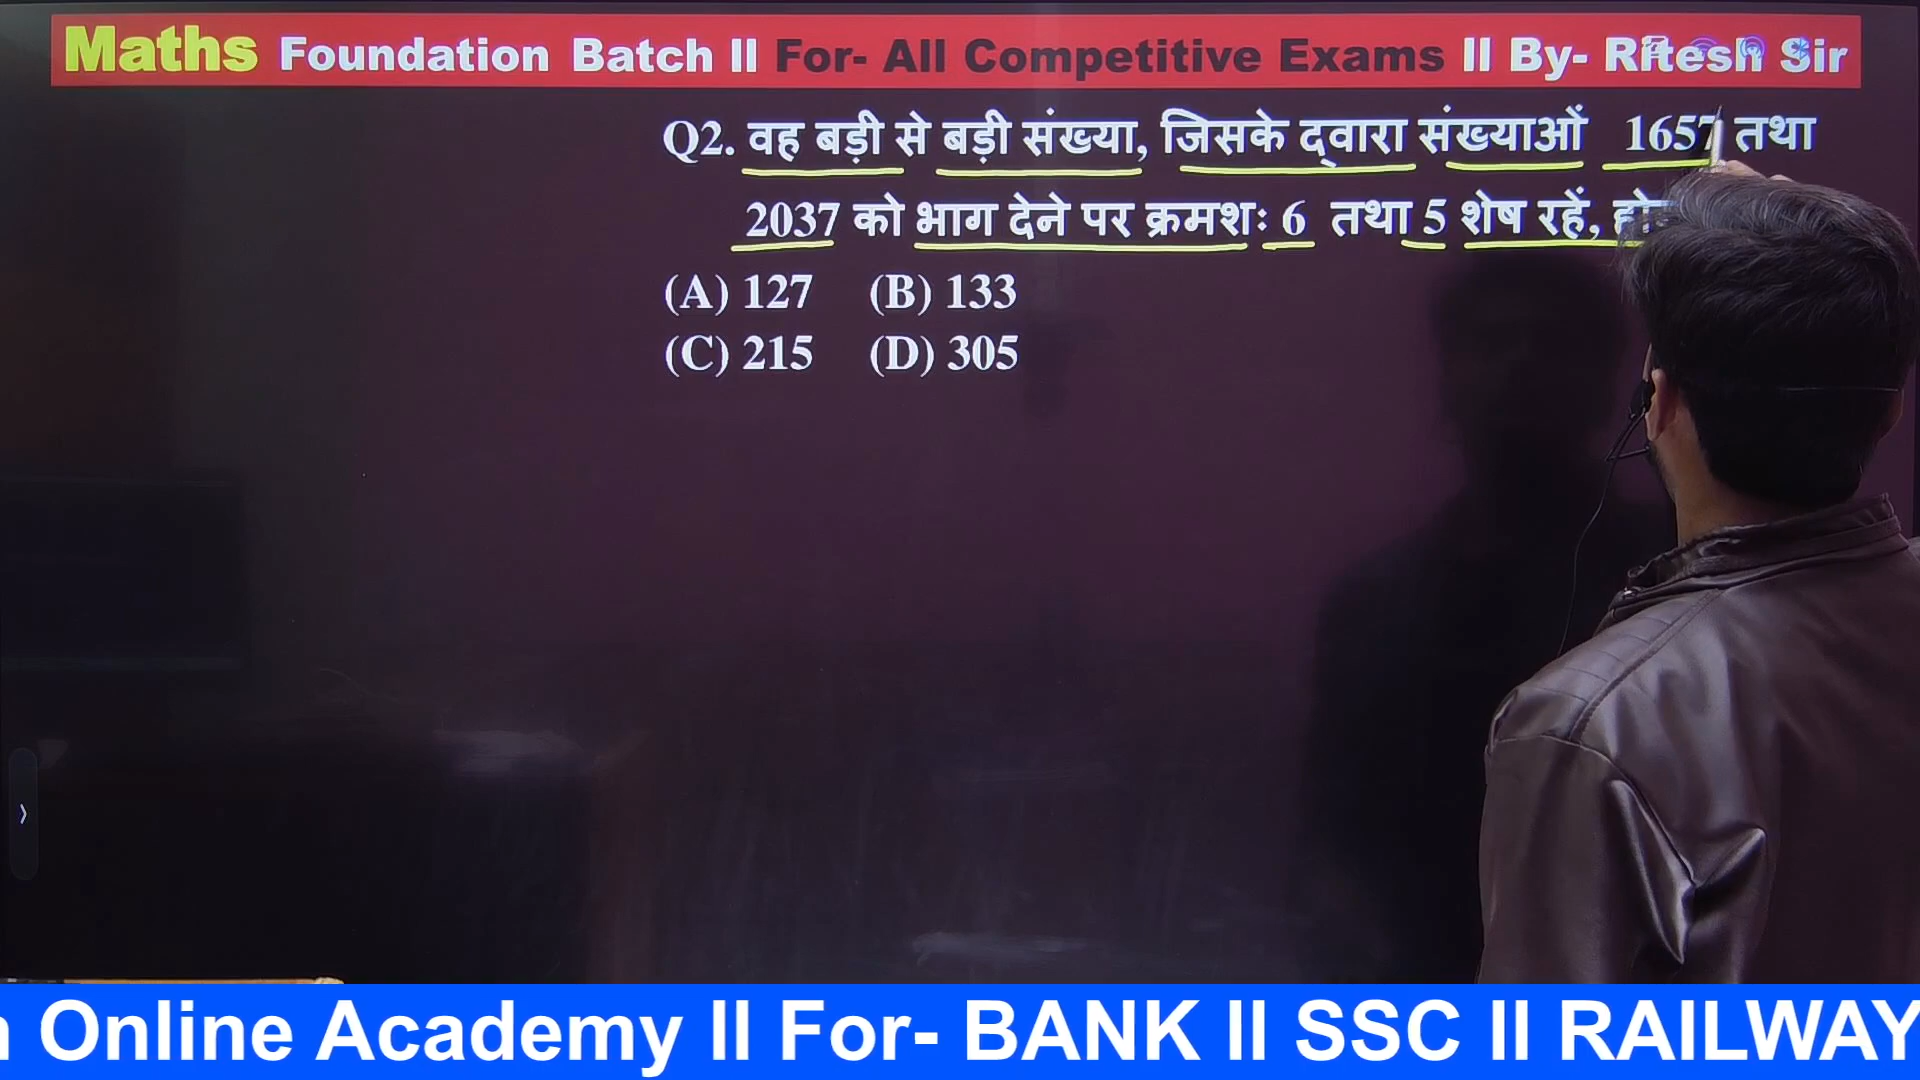 Maths Foundation Batch II For- All Competitive Exams II By- Ritesh Sir
Q2. वह बड़ी से बड़ी संख्या, जिसके द्वारा संख्याओं 1657 तथा
2037 को भाग देने पर क्रमशः 6 तथा 5 शेष रहें,
(A) 127 (B) 133
(C) 215 (D) 305
Online Academy II For- BANK II SSC II RAILWAY